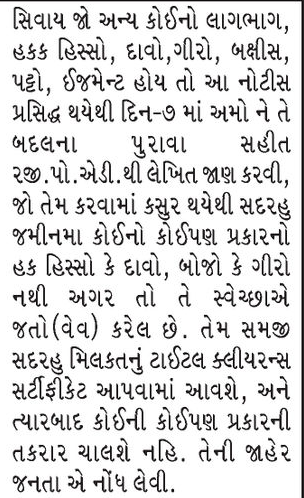 સિવાય જો અન્ય કોઈનો લાગભાગ,
હકક હિસ્સો, દાવો,ગીરો, બક્ષીસ,
પટ્ટો, ઈજમેન્ટ હોય તો આ નોટીસ
પ્રસિદ્ધ થયેથી દિન-૭ માં અમો ને તે
બદલના પુરાવા સહીત
રજી.પો.એડી.થી લેખિત જાણ કરવી,
જો તેમ કરવામાં કસુર થયેથી સદરહુ
જમીનમા કોઈનો કોઈપણ પ્રકારનો
હક હિસ્સો કે દાવો, બોજો કે ગીરો
નથી અગર તો તે સ્વેચ્છાએ
જતો(વેવ) કરેલ છે. તેમ સમજી
સદરહુ મિલકતનું ટાઈટલ ક્લીયરન્સ
સર્ટીફીકેટ આપવામાં આવશે, અને
ત્યારબાદ કોઈની કોઈપણ પ્રકારની
તકરાર ચાલશે નહિ. તેની જાહેર
જનતા એ નોંધ લેવી.